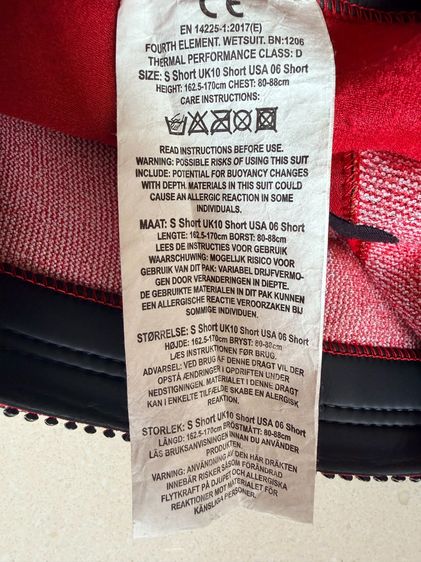 CE
EN 14225-1:2017(E)
FOURTH ELEMENT. WETSUIT. BN:1206
THERMAL PERFORMANCE CLASS: D
SIZE: S Short UK10 Short USA 06 Short
HEIGHT: 162.5-170cm CHEST: 80-88cm
CARE INSTRUCTIONS:
READ INSTRUCTIONS BEFORE USE.
WARNING: POSSIBLE RISKS OF USING THIS SUIT
INCLUDE: POTENTIAL FOR BUOYANCY CHANGES
WITH DEPTH. MATERIALS IN THIS SUIT COULD
CAUSE AN ALLERGIC REACTION IN SOME
INDIVIDUALS.
MAAT: S Short UK10 Short USA 06 Short
LENGTE: 162.5-170cm BORST: 80-88cm
LEES DE INSTRUCTIES VOOR GEBRUIK
WAARSCHUWING: MOGELIJK RISICO VOOR
GEBRUIK VAN DIT PAK: VARIABEL DRIJFVERMO-
GEN DOOR VERANDERINGEN IN DIEPTE.
DE GEBRUIKTE MATERIALEN IN DIT PAK KUNNEN
EEN ALLERGISCHE REACTIE VEROORZAKEN BIJ
SOMMIGE INDIVIDUEN.
STØRRELSE: S Short UK10 Short USA 06 Short
HØJDE: 162.5-170cm BRYST: 80-88cm
LÆS INSTRUKTIONEN FØR BRUG.
ADVARSEL: VED BRUG AF DENNE DRAGT VIL DER
OPSTÅ ÆNDRINGER I OPDRIFTEN UNDER
NEDSTIGNINGEN. MATERIALET I DENNE DRAGT
KAN I ENKELTE TILFÆLDE SKABE EN ALLERGISK
REAKTION.
STORLEK: S Short UK10 Short USA 06 Short
LÄNGD: 162.5-170cm BRÖSTMÅTT: 80-88cm
LÄS BRUKSANVISNINGEN INNAN DU ANVÄNDER
PRODUKTEN.
VARNING: ANVÄNDNING AV DEN HÄR DRÄKTEN
INNEBÄR RISKER SÅSOM FÖRÄNDRAD
FLYTKRAFT PÅ DJUPET OCH ALLERGISKA
REAKTIONER MOT MATERIALET FÖR
KÄNSLIGA PERSONER.